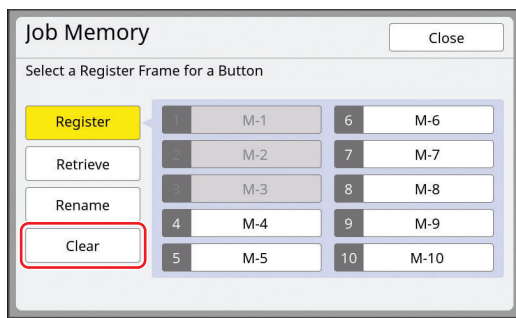 Job Memory
Close
Select a Register Frame for a Button
Register
Retrieve
Rename
Clear
1 M-1
2 M-2
3 M-3
4 M-4
5 M-5
6 M-6
7 M-7
8 M-8
9 M-9
10 M-10